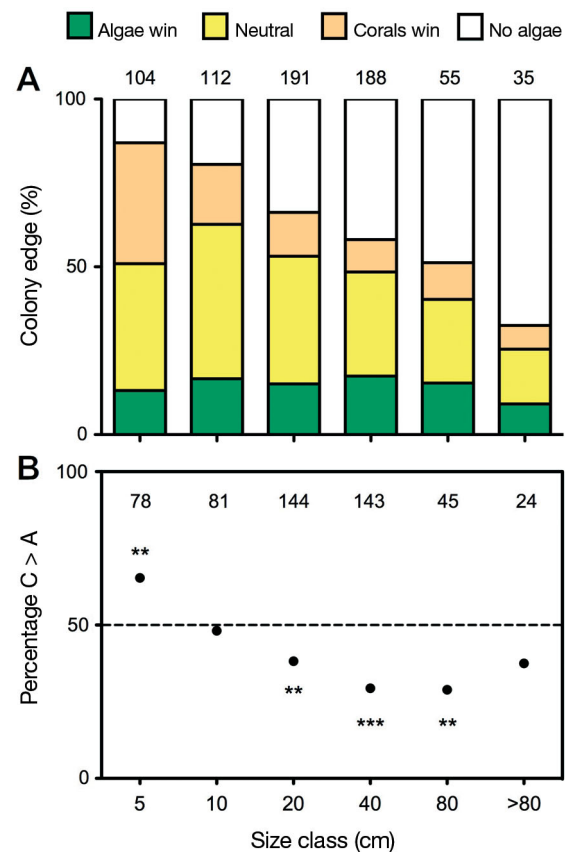 Algae win Neutral Corals win No algae
A
104 112 191 188 55 35
100
50
0
Colony edge (%)
B
100
78 81 144 143 45 24
**
50
** *** **
0
Percentage C > A
5 10 20 40 80 >80
Size class (cm)